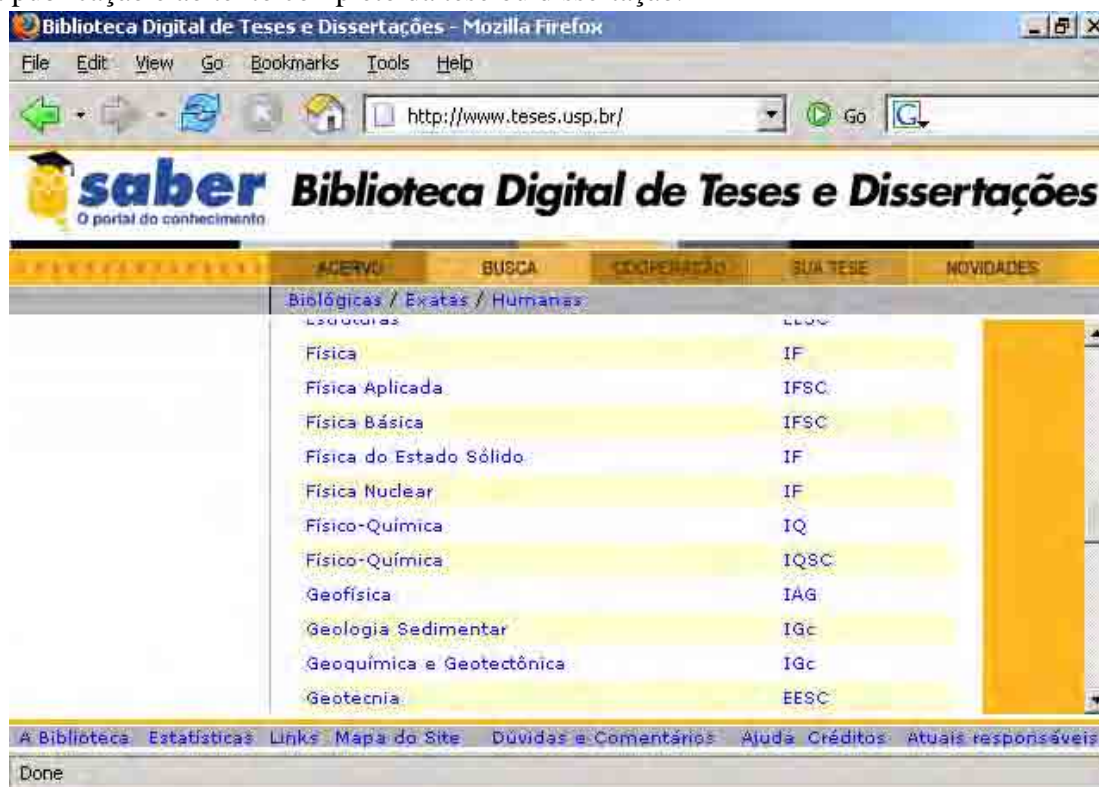 Biblioteca Digital de Teses e Dissertações - Mozilla Firefox
File Edit View Go Bookmarks Tools Help
http://www.teses.usp.br/ Go G
saber Biblioteca Digital de Teses e Dissertações
O portal do conhecimento
ACERVO BUSCA COOPERAÇÃO SUA TESE NOVIDADES
Biológicas / Exatas / Humanas
Física IF
Física Aplicada IFSC
Física Básica IFSC
Física do Estado Sólido IF
Física Nuclear IF
Físico-Química IQ
Físico-Química IQSC
Geofísica IAG
Geologia Sedimentar IGc
Geoquímica e Geotectônica IGc
Geotecnia EESC
A Biblioteca Estatísticas Links Mapa do Site Dúvidas e Comentários Ajuda Créditos Atuais responsáveis
Done